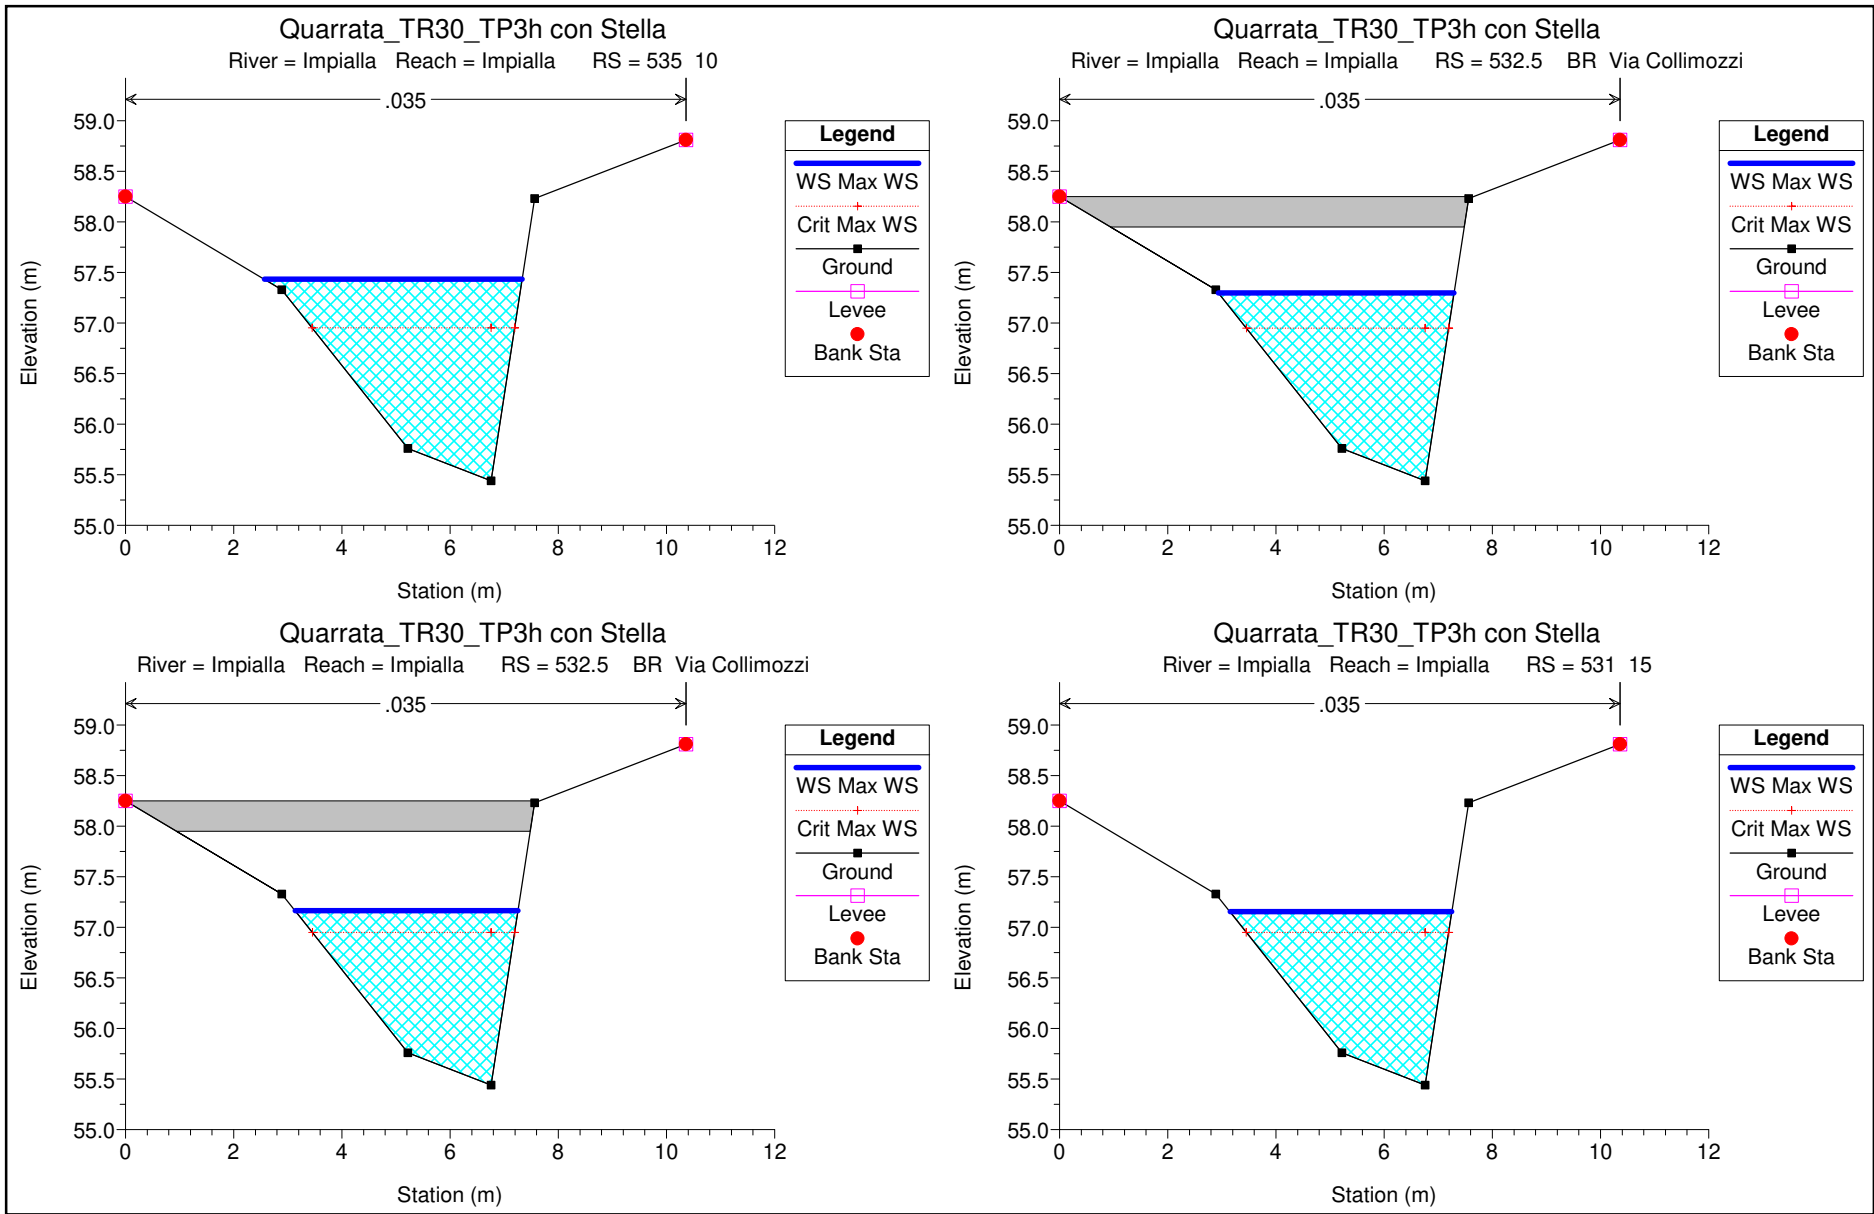 Quarrata_TR30_TP3h con Stella
River = Impialla Reach = Impialla RS = 535 10
.035
59.0
58.5
58.0
57.5
57.0
56.5
56.0
55.5
55.0
Elevation (m)
0 2 4 6 8 10 12
Station (m)
Legend
WS Max WS
Crit Max WS
Ground
Levee
Bank Sta
Quarrata_TR30_TP3h con Stella
River = Impialla Reach = Impialla RS = 532.5 BR Via Collimozzi
.035
59.0
58.5
58.0
57.5
57.0
56.5
56.0
55.5
55.0
Elevation (m)
0 2 4 6 8 10 12
Station (m)
Legend
WS Max WS
Crit Max WS
Ground
Levee
Bank Sta
Quarrata_TR30_TP3h con Stella
River = Impialla Reach = Impialla RS = 532.5 BR Via Collimozzi
.035
59.0
58.5
58.0
57.5
57.0
56.5
56.0
55.5
55.0
Elevation (m)
0 2 4 6 8 10 12
Station (m)
Legend
WS Max WS
Crit Max WS
Ground
Levee
Bank Sta
Quarrata_TR30_TP3h con Stella
River = Impialla Reach = Impialla RS = 531 15
.035
59.0
58.5
58.0
57.5
57.0
56.5
56.0
55.5
55.0
Elevation (m)
0 2 4 6 8 10 12
Station (m)
Legend
WS Max WS
Crit Max WS
Ground
Levee
Bank Sta